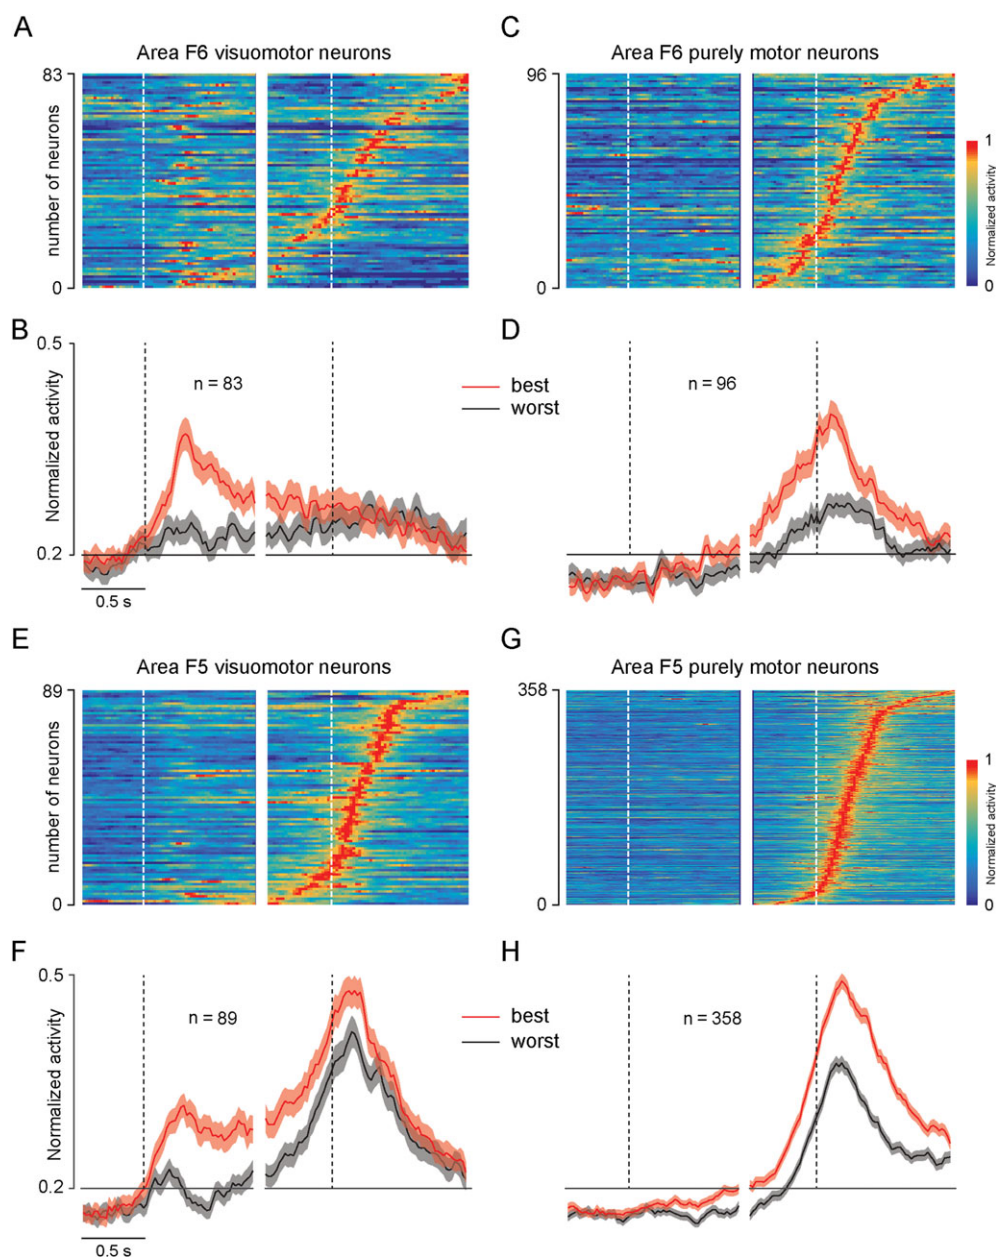 A
Area F6 visuomotor neurons
83
number of neurons
0
C
Area F6 purely motor neurons
96
0
1
Normalized activity
0
B
0.5
Normalized activity
0.2
n = 83
0.5 s
best
worst
D
n = 96
E
Area F5 visuomotor neurons
89
number of neurons
0
G
Area F5 purely motor neurons
358
0
1
Normalized activity
0
F
0.5
Normalized activity
0.2
n = 89
0.5 s
best
worst
H
n = 358